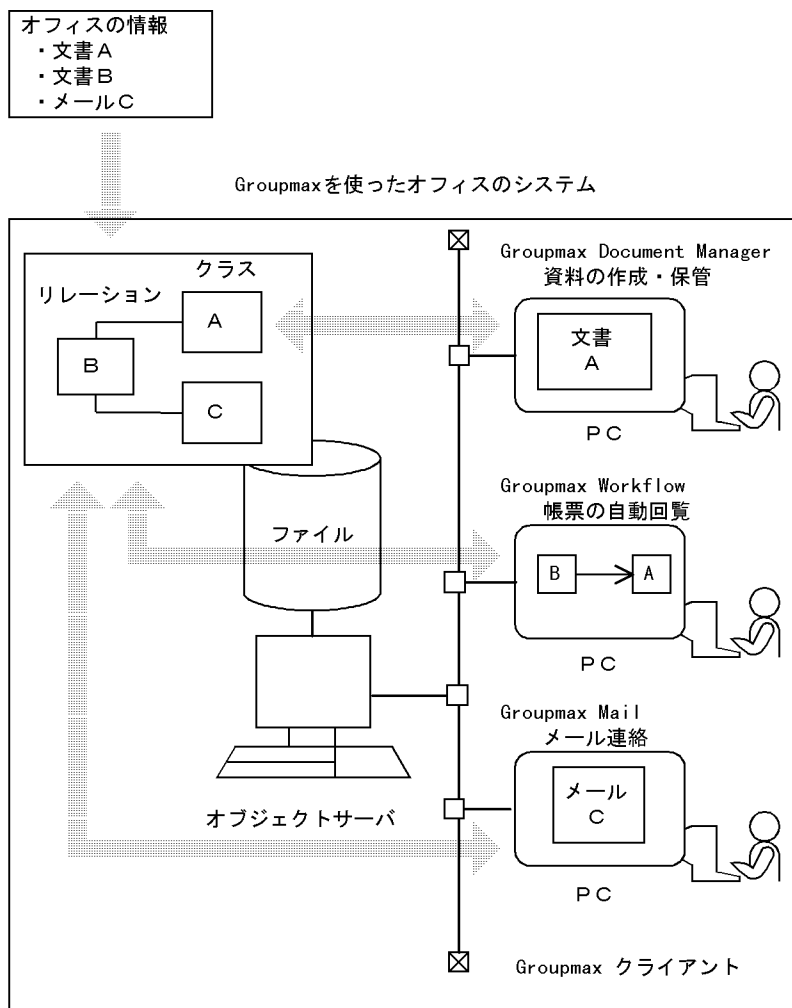 オフィスの情報
・文書Ａ
・文書Ｂ
・メールＣ
Groupmaxを使ったオフィスのシステム
クラス
リレーション
Ａ
Ｂ
Ｃ
ファイル
オブジェクトサーバ
Groupmax Document Manager
資料の作成・保管
文書
Ａ
ＰＣ
Groupmax Workflow
帳票の自動回覧
B
A
ＰＣ
Groupmax Mail
メール連絡
メール
Ｃ
ＰＣ
Groupmax クライアント